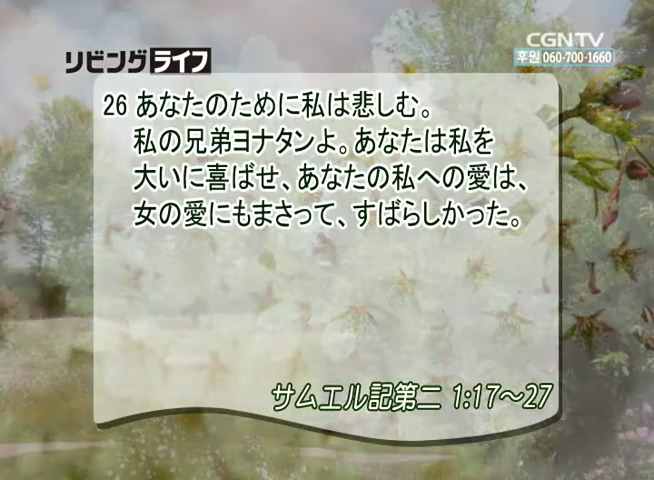 リビングライフ
CGNTV
후원 060-700-1660
26 あなたのために私は悲しむ。
私の兄弟ヨナタンよ。あなたは私を
大いに喜ばせ、あなたの私への愛は、
女の愛にもまさって、すばらしかった。
サムエル記第二 1:17～27